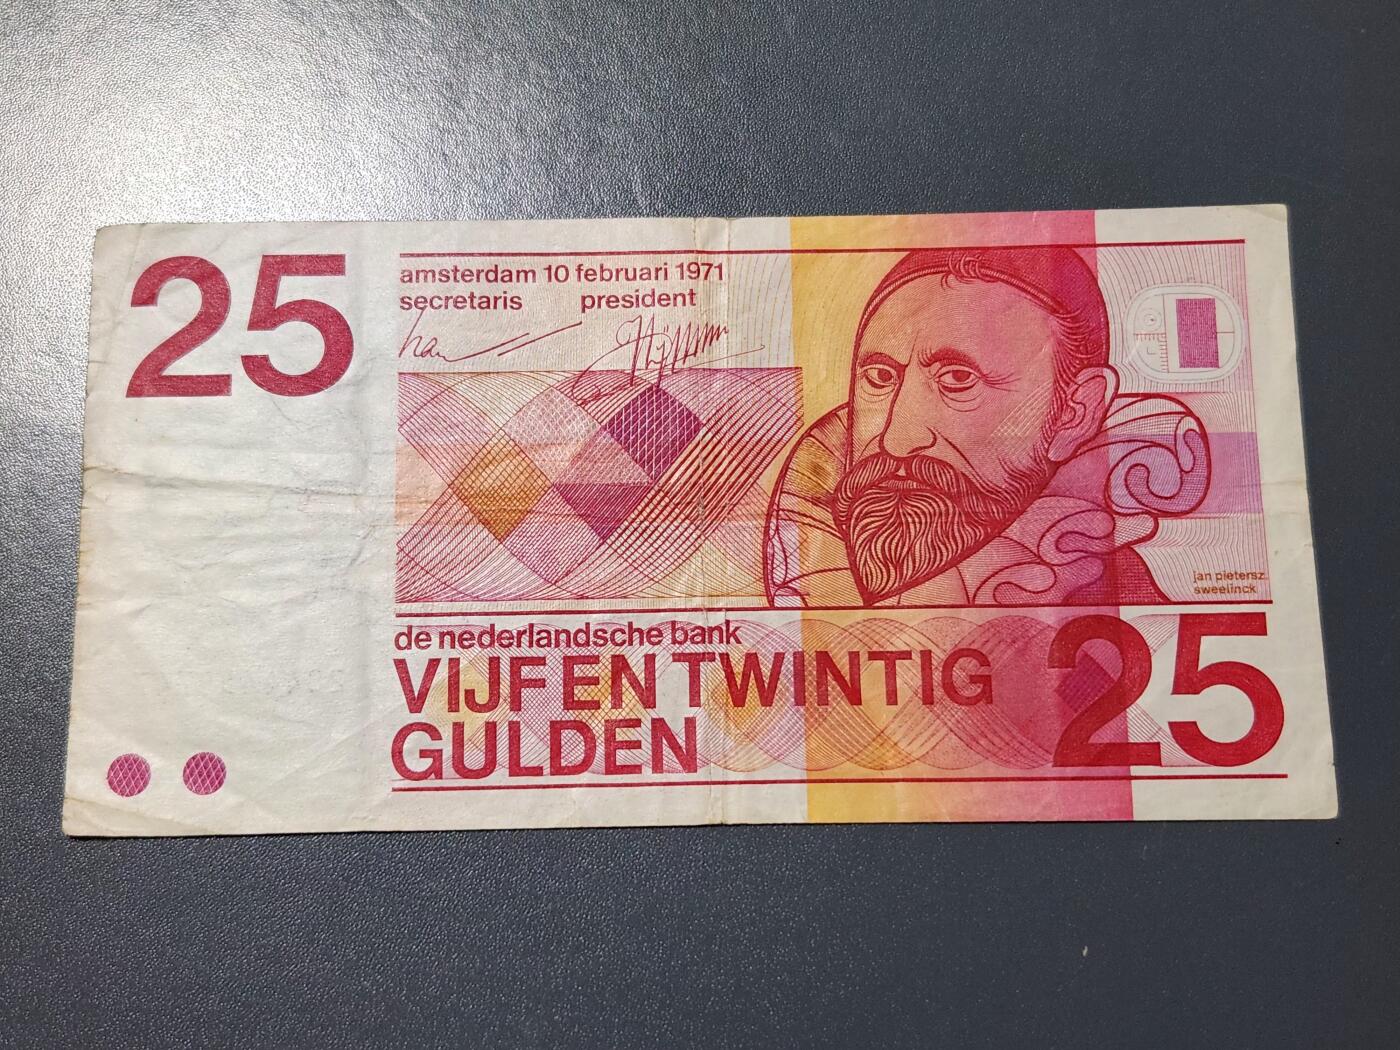 25
amsterdam 10 februari 1971
secretaris president
jan pietersz.
sweelinck
de nederlandsche bank
VIJF EN TWINTIG
GULDEN
25